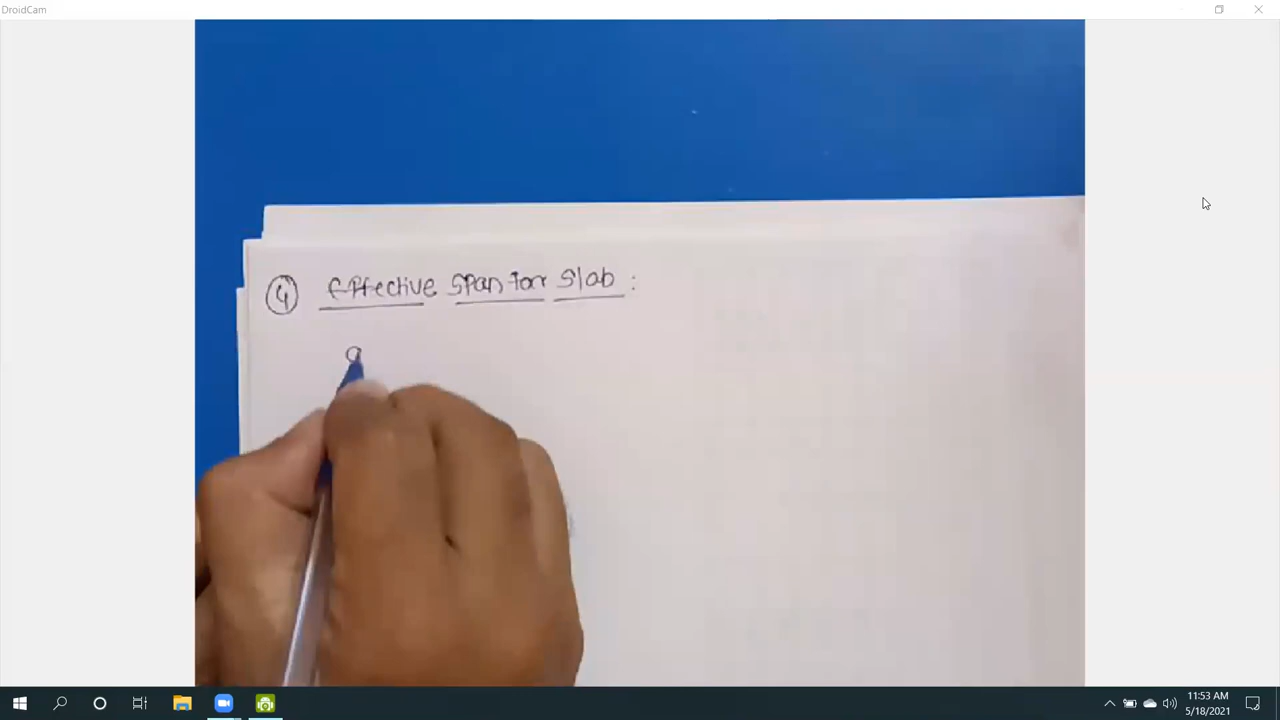 DroidCam
④ Effective Span for Slab :
a
11:53 AM
5/18/2021